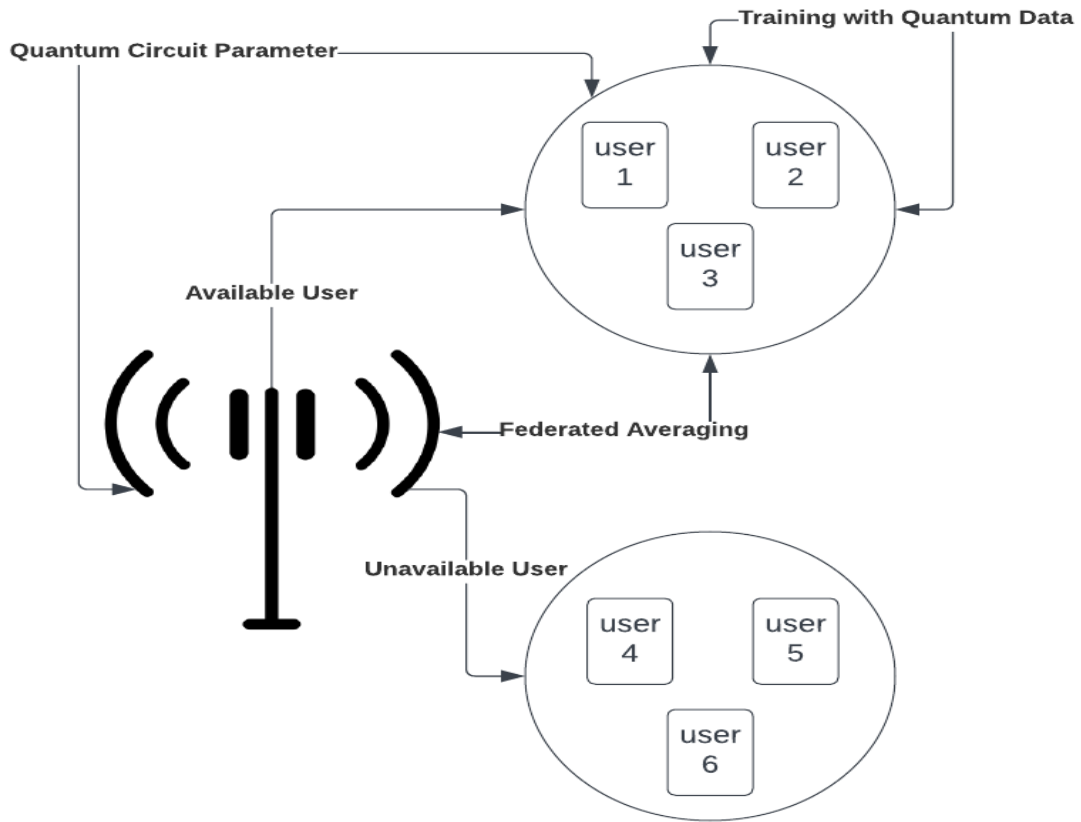 Training with Quantum Data
Quantum Circuit Parameter
user
1
user
2
user
3
Available User
Federated Averaging
Unavailable User
user
4
user
5
user
6